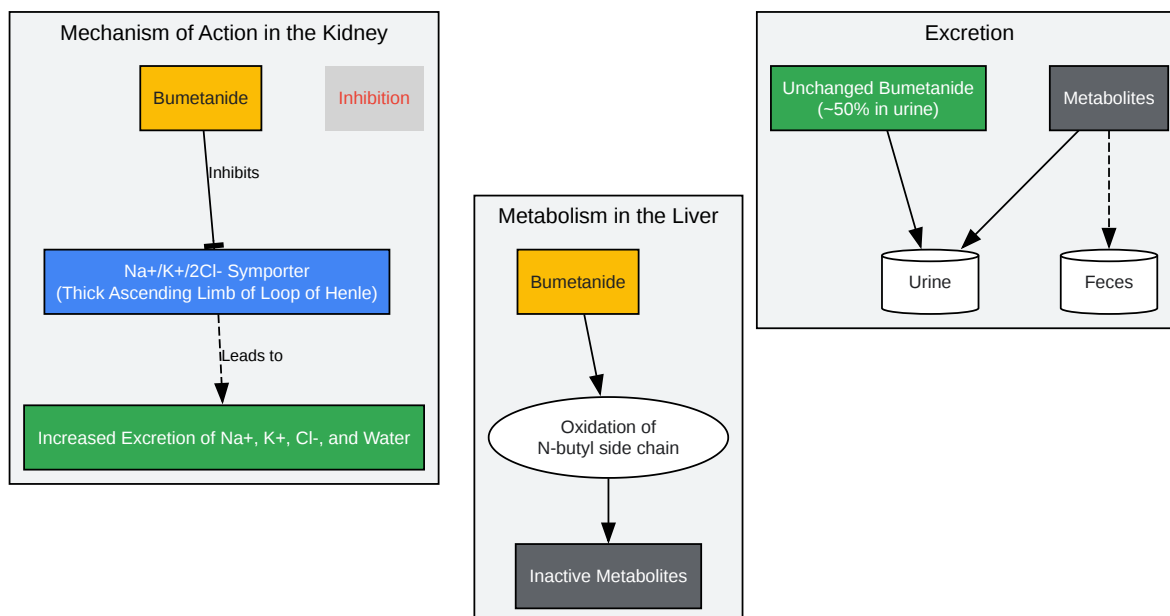 Mechanism of Action in the Kidney
Bumetanide
Inhibition
Inhibits
Na+/K+/2Cl- Symporter
(Thick Ascending Limb of Loop of Henle)
Leads to
Increased Excretion of Na+, K+, Cl-, and Water
Metabolism in the Liver
Bumetanide
Oxidation of
N-butyl side chain
Inactive Metabolites
Excretion
Unchanged Bumetanide
(~50% in urine)
Metabolites
Urine
Feces